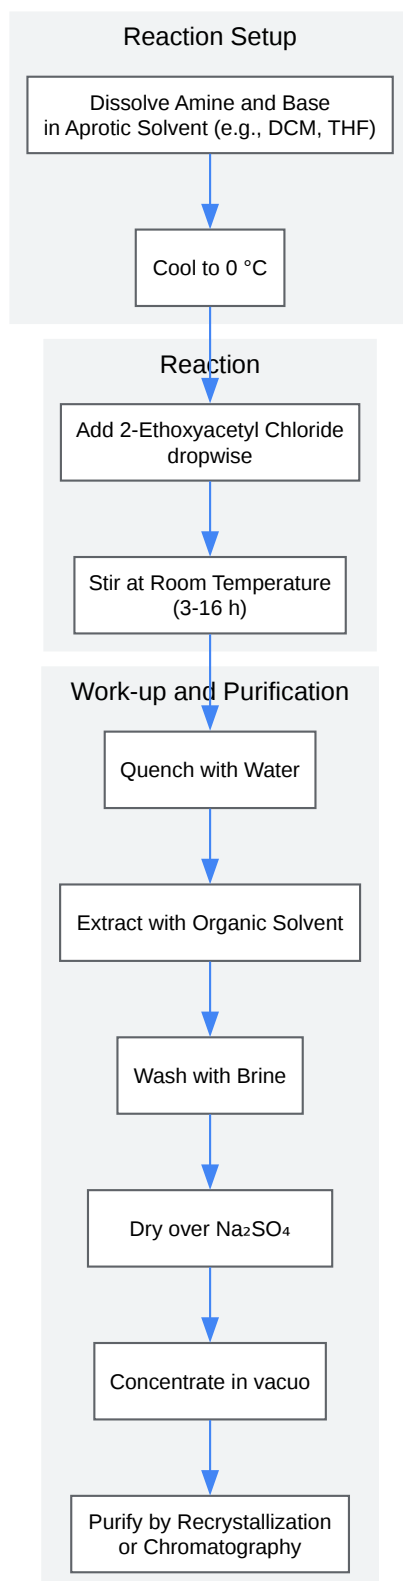 Reaction Setup
Dissolve Amine and Base
in Aprotic Solvent (e.g., DCM, THF)
Cool to 0 °C
Reaction
Add 2-Ethoxyacetyl Chloride
dropwise
Stir at Room Temperature
(3-16 h)
Work-up and Purification
Quench with Water
Extract with Organic Solvent
Wash with Brine
Dry over Na₂SO₄
Concentrate in vacuo
Purify by Recrystallization
or Chromatography